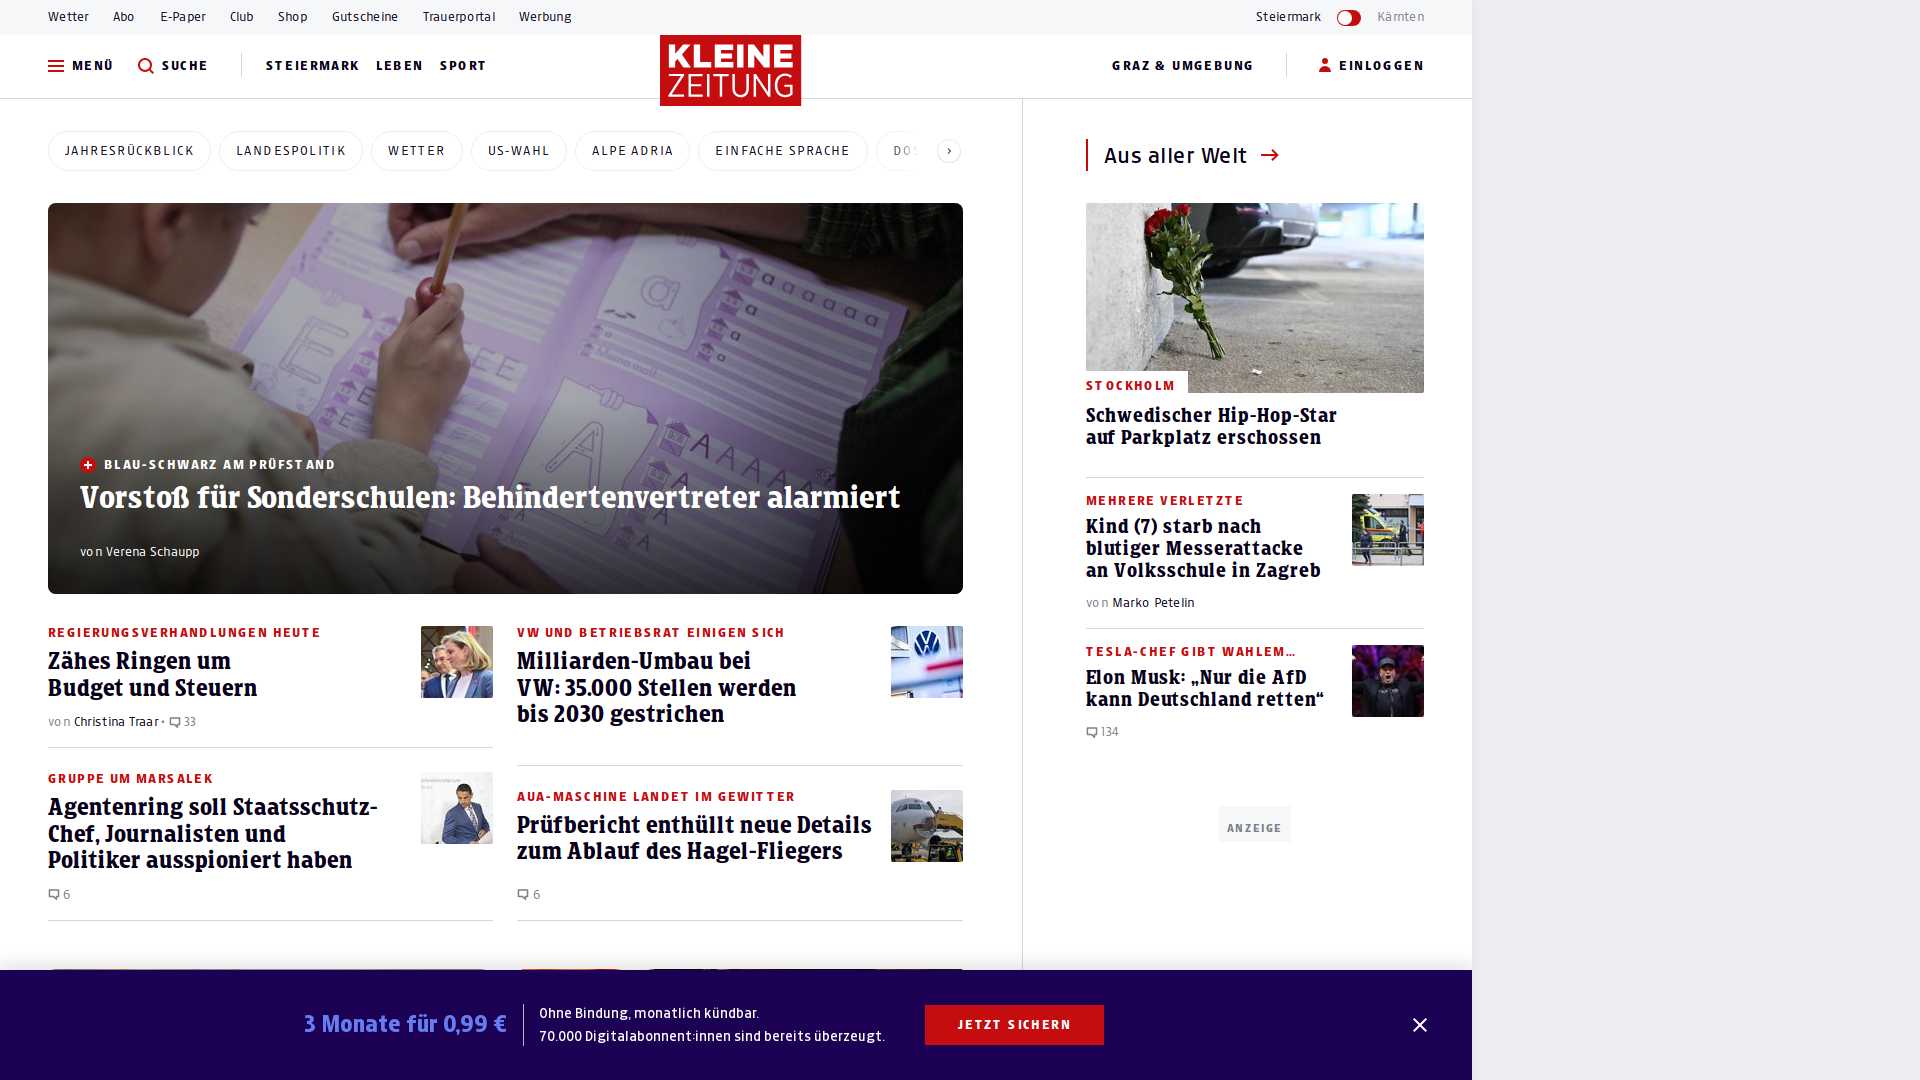 Wetter Abo E-Paper Club Shop Gutscheine Trauerportal Werbung Steiermark Kärnten
MENÜ SUCHE STEIERMARK LEBEN SPORT KLEINE ZEITUNG GRAZ & UMGEBUNG EINLOGGEN
JAHRESRÜCKBLICK LANDESPOLITIK WETTER US-WAHL ALPE ADRIA EINFACHE SPRACHE
BLAU-SCHWARZ AM PRÜFSTAND
Vorstoß für Sonderschulen: Behindertenvertreter alarmiert
von Verena Schaupp
REGIERUNGSVERHANDLUNGEN HEUTE
Zähes Ringen um
Budget und Steuern
von Christina Traar • 33
VW UND BETRIEBSRAT EINIGEN SICH
Milliarden-Umbau bei
VW: 35.000 Stellen werden
bis 2030 gestrichen
GRUPPE UM MARSALEK
Agentenring soll Staatsschutz-
Chef, Journalisten und
Politiker ausspioniert haben
6
AUA-MASCHINE LANDET IM GEWITTER
Prüfbericht enthüllt neue Details
zum Ablauf des Hagel-Fliegers
6
Aus aller Welt
STOCKHOLM
Schwedischer Hip-Hop-Star
auf Parkplatz erschossen
MEHRERE VERLETZTE
Kind (7) starb nach
blutiger Messerattacke
an Volksschule in Zagreb
von Marko Petelin
TESLA-CHEF GIBT WAHLEM…
Elon Musk: „Nur die AfD
kann Deutschland retten“
134
ANZEIGE
3 Monate für 0,99 €
Ohne Bindung, monatlich kündbar.
70.000 Digitalabonnent:innen sind bereits überzeugt.
JETZT SICHERN